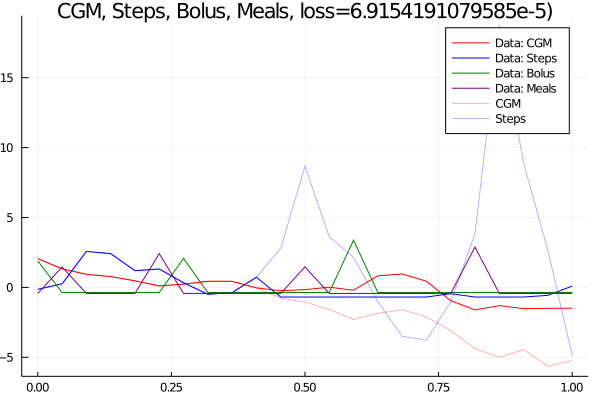 CGM, Steps, Bolus, Meals, loss=6.9154191079585e-5)
Data: CGM
Data: Steps
Data: Bolus
Data: Meals
CGM
Steps
15
10
5
0
−5
0.00 0.25 0.50 0.75 1.00